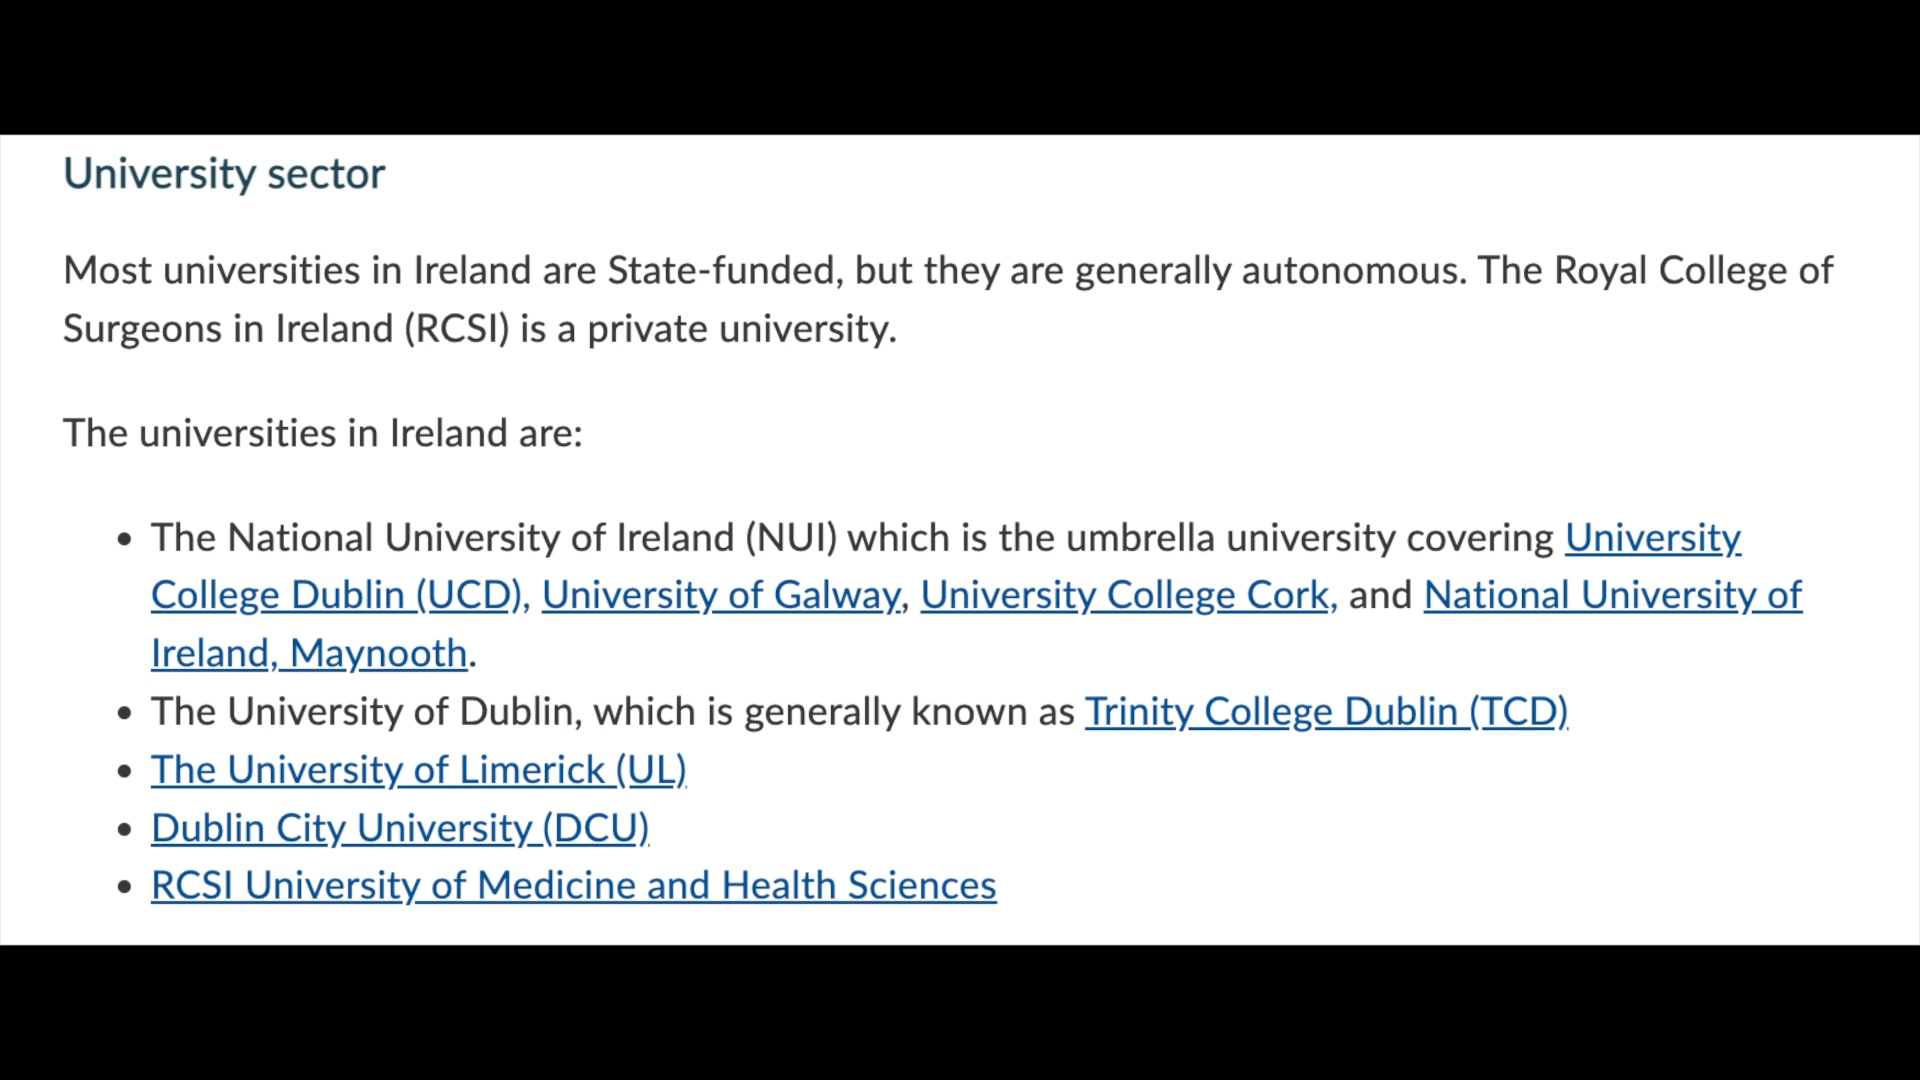 University sector
Most universities in Ireland are State-funded, but they are generally autonomous. The Royal College of
Surgeons in Ireland (RCSI) is a private university.
The universities in Ireland are:
• The National University of Ireland (NUI) which is the umbrella university covering University
College Dublin (UCD), University of Galway, University College Cork, and National University of
Ireland, Maynooth.
• The University of Dublin, which is generally known as Trinity College Dublin (TCD)
• The University of Limerick (UL)
• Dublin City University (DCU)
• RCSI University of Medicine and Health Sciences